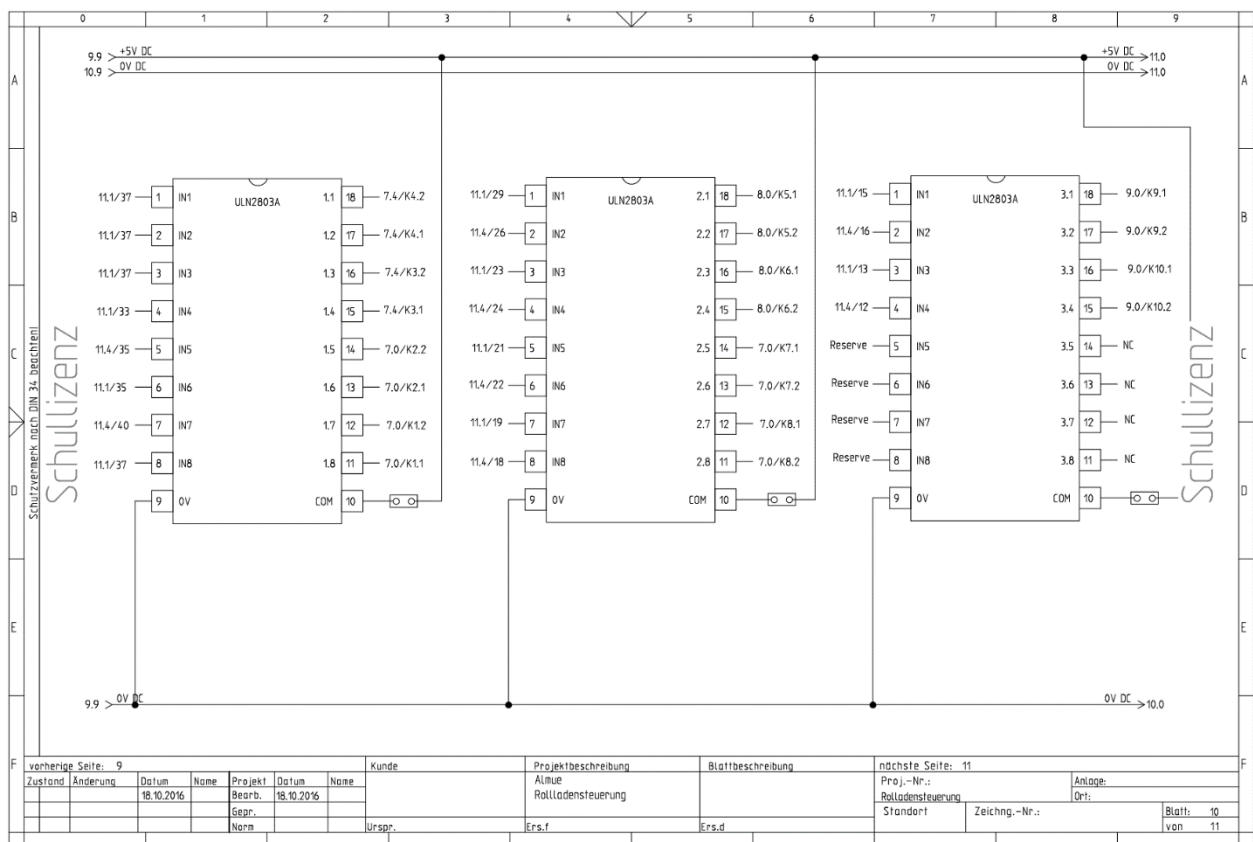 0 1 2 3 4 5 6 7 8 9
9.9 +5V DC +5V DC 11.0
10.9 0V DC 0V DC 11.0
A A
B B
C C
D D
E E
F F
Schutzvermerk nach DIN 34 beachten!
Schullizenz
ULN2803A
11.1/37 1 IN1 1.1 18 7.4/K4.2
11.1/37 2 IN2 1.2 17 7.4/K4.1
11.1/37 3 IN3 1.3 16 7.4/K3.2
11.1/33 4 IN4 1.4 15 7.4/K3.1
11.4/35 5 IN5 1.5 14 7.0/K2.2
11.1/35 6 IN6 1.6 13 7.0/K2.1
11.4/40 7 IN7 1.7 12 7.0/K1.2
11.1/37 8 IN8 1.8 11 7.0/K1.1
9 0V COM 10
ULN2803A
11.1/29 1 IN1 2.1 18 8.0/K5.1
11.4/26 2 IN2 2.2 17 8.0/K5.2
11.1/23 3 IN3 2.3 16 8.0/K6.1
11.4/24 4 IN4 2.4 15 8.0/K6.2
11.1/21 5 IN5 2.5 14 7.0/K7.1
11.4/22 6 IN6 2.6 13 7.0/K7.2
11.1/19 7 IN7 2.7 12 7.0/K8.1
11.4/18 8 IN8 2.8 11 7.0/K8.2
9 0V COM 10
ULN2803A
11.1/15 1 IN1 3.1 18 9.0/K9.1
11.4/16 2 IN2 3.2 17 9.0/K9.2
11.1/13 3 IN3 3.3 16 9.0/K10.1
11.4/12 4 IN4 3.4 15 9.0/K10.2
Reserve 5 IN5 3.5 14 NC
Reserve 6 IN6 3.6 13 NC
Reserve 7 IN7 3.7 12 NC
Reserve 8 IN8 3.8 11 NC
9 0V COM 10
Schullizenz
9.9 0V DC 0V DC 10.0
vorherige Seite: 9 Kunde Projektbeschreibung Blattbeschreibung nächste Seite: 11
Zustand Änderung Datum Name Projekt Datum Name Almue Proj.-Nr.: Anlage:
18.10.2016 Bearb. 18.10.2016 Rollladensteuerung Rolladensteuerung Ort:
Gepr. Standort Zeichng.-Nr.: Blatt: 10
Norm Urspr. Ers.f Ers.d von 11